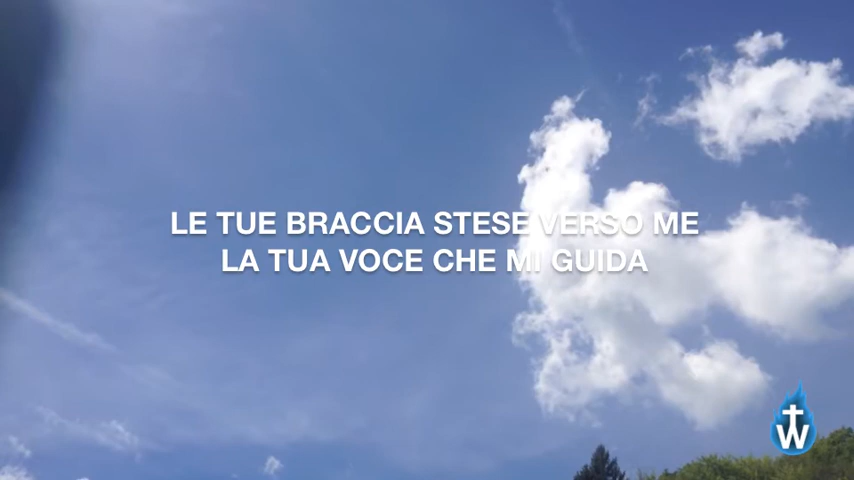 LE TUE BRACCIA STESE VERSO ME
LA TUA VOCE CHE MI GUIDA
W